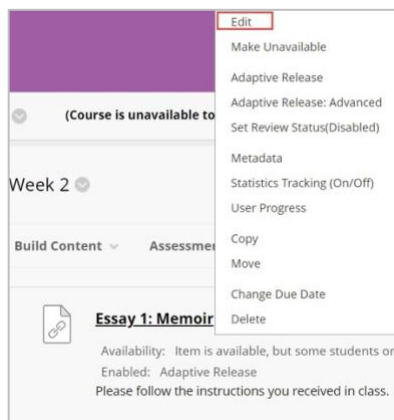 Edit
Make Unavailable
Adaptive Release
Adaptive Release: Advanced
(Course is unavailable to
Set Review Status(Disabled)
Metadata
Week 2
Statistics Tracking (On/Off)
User Progress
Build Content
Assessmen
Copy
Move
Change Due Date
Essay 1: Memoir
Delete
Availability: Item is available, but some students or
Enabled: Adaptive Release
Please follow the instructions you received in class.